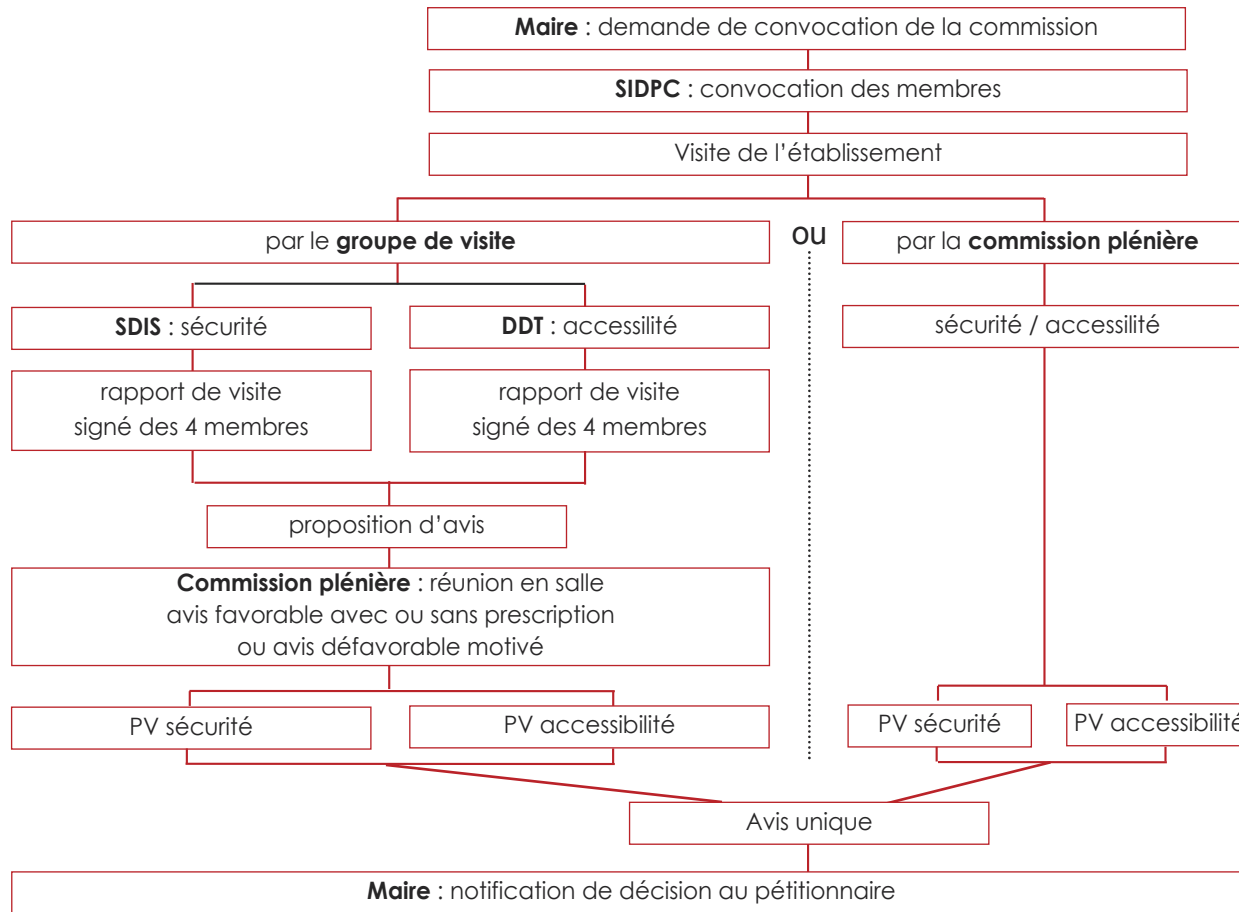 Maire : demande de convocation de la commission
SIDPC : convocation des membres
Visite de l'établissement
par le groupe de visite
ou
par la commission plénière
SDIS : sécurité
DDT : accessilité
sécurité / accessilité
rapport de visite
signé des 4 membres
rapport de visite
signé des 4 membres
proposition d'avis
Commission plénière : réunion en salle
avis favorable avec ou sans prescription
ou avis défavorable motivé
PV sécurité
PV accessibilité
PV sécurité
PV accessibilité
Avis unique
Maire : notification de décision au pétitionnaire